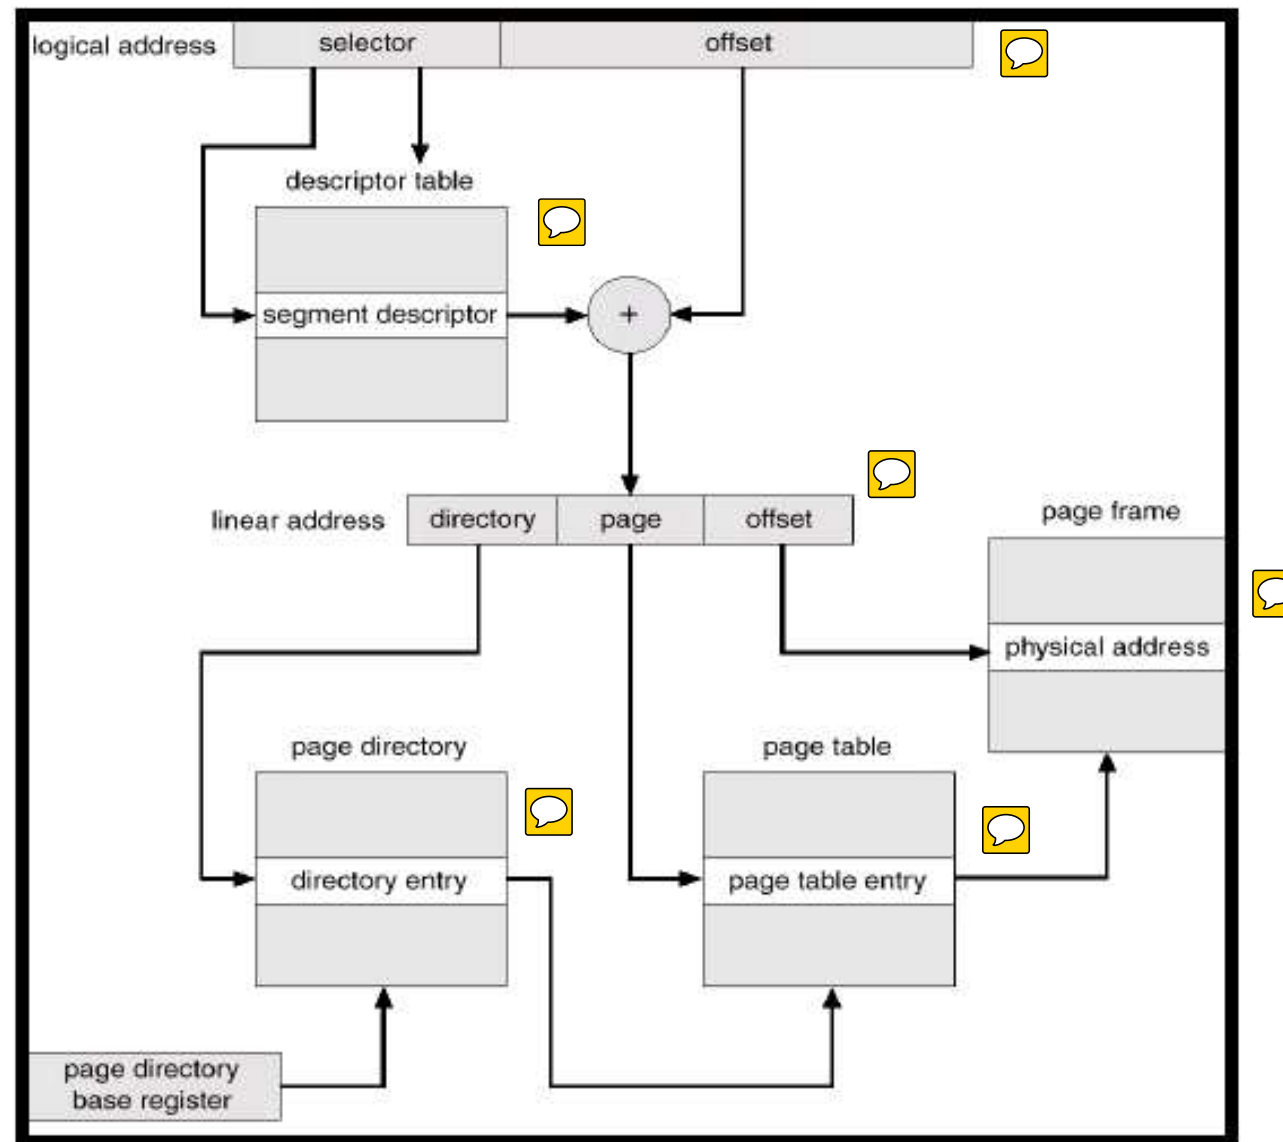 logical address
selector
offset
descriptor table
segment descriptor
+
linear address
directory
page
offset
page frame
physical address
page directory
page table
directory entry
page table entry
page directory
base register